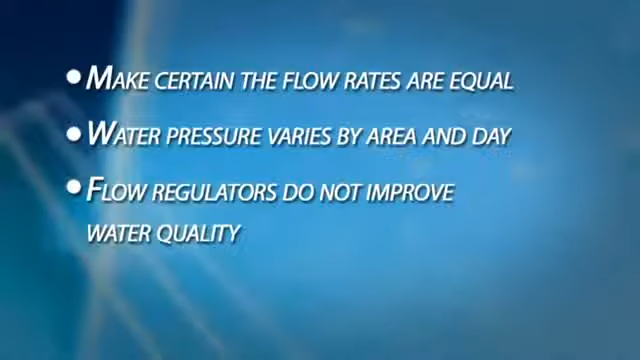 • Make certain the flow rates are equal
• Water pressure varies by area and day
• Flow regulators do not improve
water quality